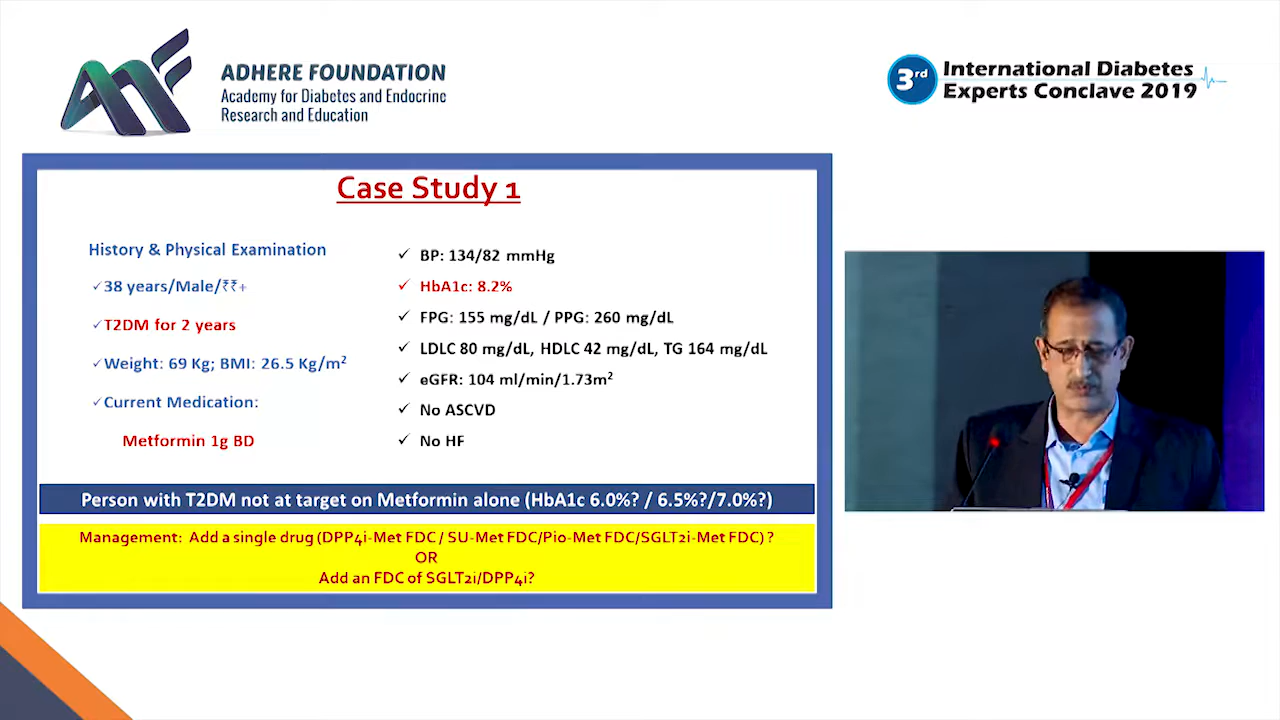 ADHERE FOUNDATION
Academy for Diabetes and Endocrine
Research and Education
3rd
International Diabetes
Experts Conclave 2019
Case Study 1
History & Physical Examination
✓38 years/Male/₹₹+
✓T2DM for 2 years
✓Weight: 69 Kg; BMI: 26.5 Kg/m²
✓Current Medication:
Metformin 1g BD
✓ BP: 134/82 mmHg
✓ HbA1c: 8.2%
✓ FPG: 155 mg/dL / PPG: 260 mg/dL
✓ LDLC 80 mg/dL, HDLC 42 mg/dL, TG 164 mg/dL
✓ eGFR: 104 ml/min/1.73m²
✓ No ASCVD
✓ No HF
Person with T2DM not at target on Metformin alone (HbA1c 6.0%? / 6.5%?/7.0%?)
Management: Add a single drug (DPP4i-Met FDC / SU-Met FDC/Pio-Met FDC/SGLT2i-Met FDC) ?
OR
Add an FDC of SGLT2i/DPP4i?